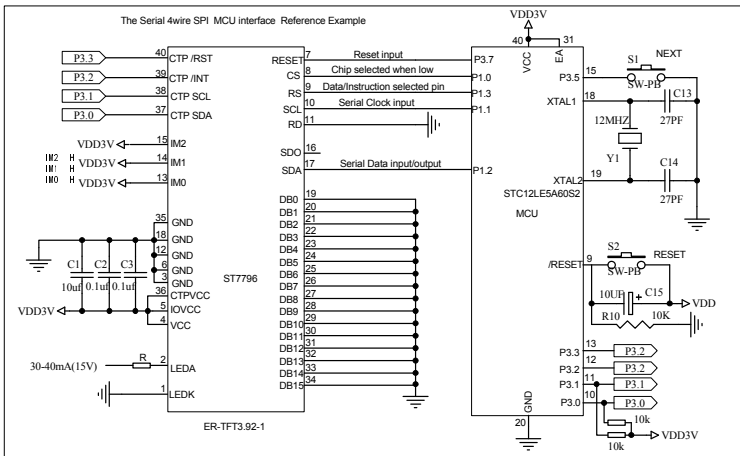 The Serial 4wire SPI MCU interface Reference Example
P3.3
P3.2
P3.1
P3.0
40 CTP /RST
39 CTP /INT
38 CTP SCL
37 CTP SDA
VDD3V 15 IM2
IM2 H VDD3V 14 IM1
IM1 H
IM0 H VDD3V 13 IM0
35 GND
18 GND
12 GND
6 GND
3 GND
36 CTPVCC
VDD3V 5 IOVCC
4 VCC
C1 C2 C3
10uf 0.1uf 0.1uf
30-40mA(15V) R 2 LEDA
1 LEDK
ST7796
ER-TFT3.92-1
RESET 7 Reset input P3.7
CS 8 Chip selected when low P1.0
RS 9 Data/Instruction selected pin P1.3
SCL 10 Serial Clock input P1.1
RD 11
SDO 16
SDA 17 Serial Data input/output P1.2
DB0 19
DB1 20
DB2 21
DB3 22
DB4 23
DB5 24
DB6 25
DB7 26
DB8 27
DB9 28
DB10 29
DB11 30
DB12 31
DB13 32
DB14 33
DB15 34
VDD3V
40 31
VCC EA
STC12LE5A60S2
MCU
P3.5 15 S1 NEXT
SW-PB
XTAL1 18 C13
27PF
12MHZ
Y1
XTAL2 19 C14
27PF
/RESET 9 S2 RESET
SW-PB
10UF + C15 VDD
R10 10K
P3.3 13 P3.2
P3.2 12 P3.2
P3.1 11 P3.1
P3.0 10 P3.0
10k
10k VDD3V
GND
20